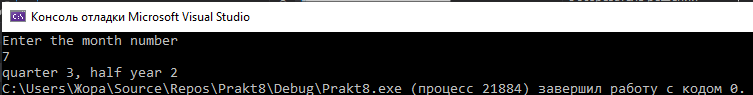 Консоль отладки Microsoft Visual Studio
Enter the month number
7
quarter 3, half year 2
C:\Users\Жора\Source\Repos\Prakt8\Debug\Prakt8.exe (процесс 21884) завершил работу с кодом 0.